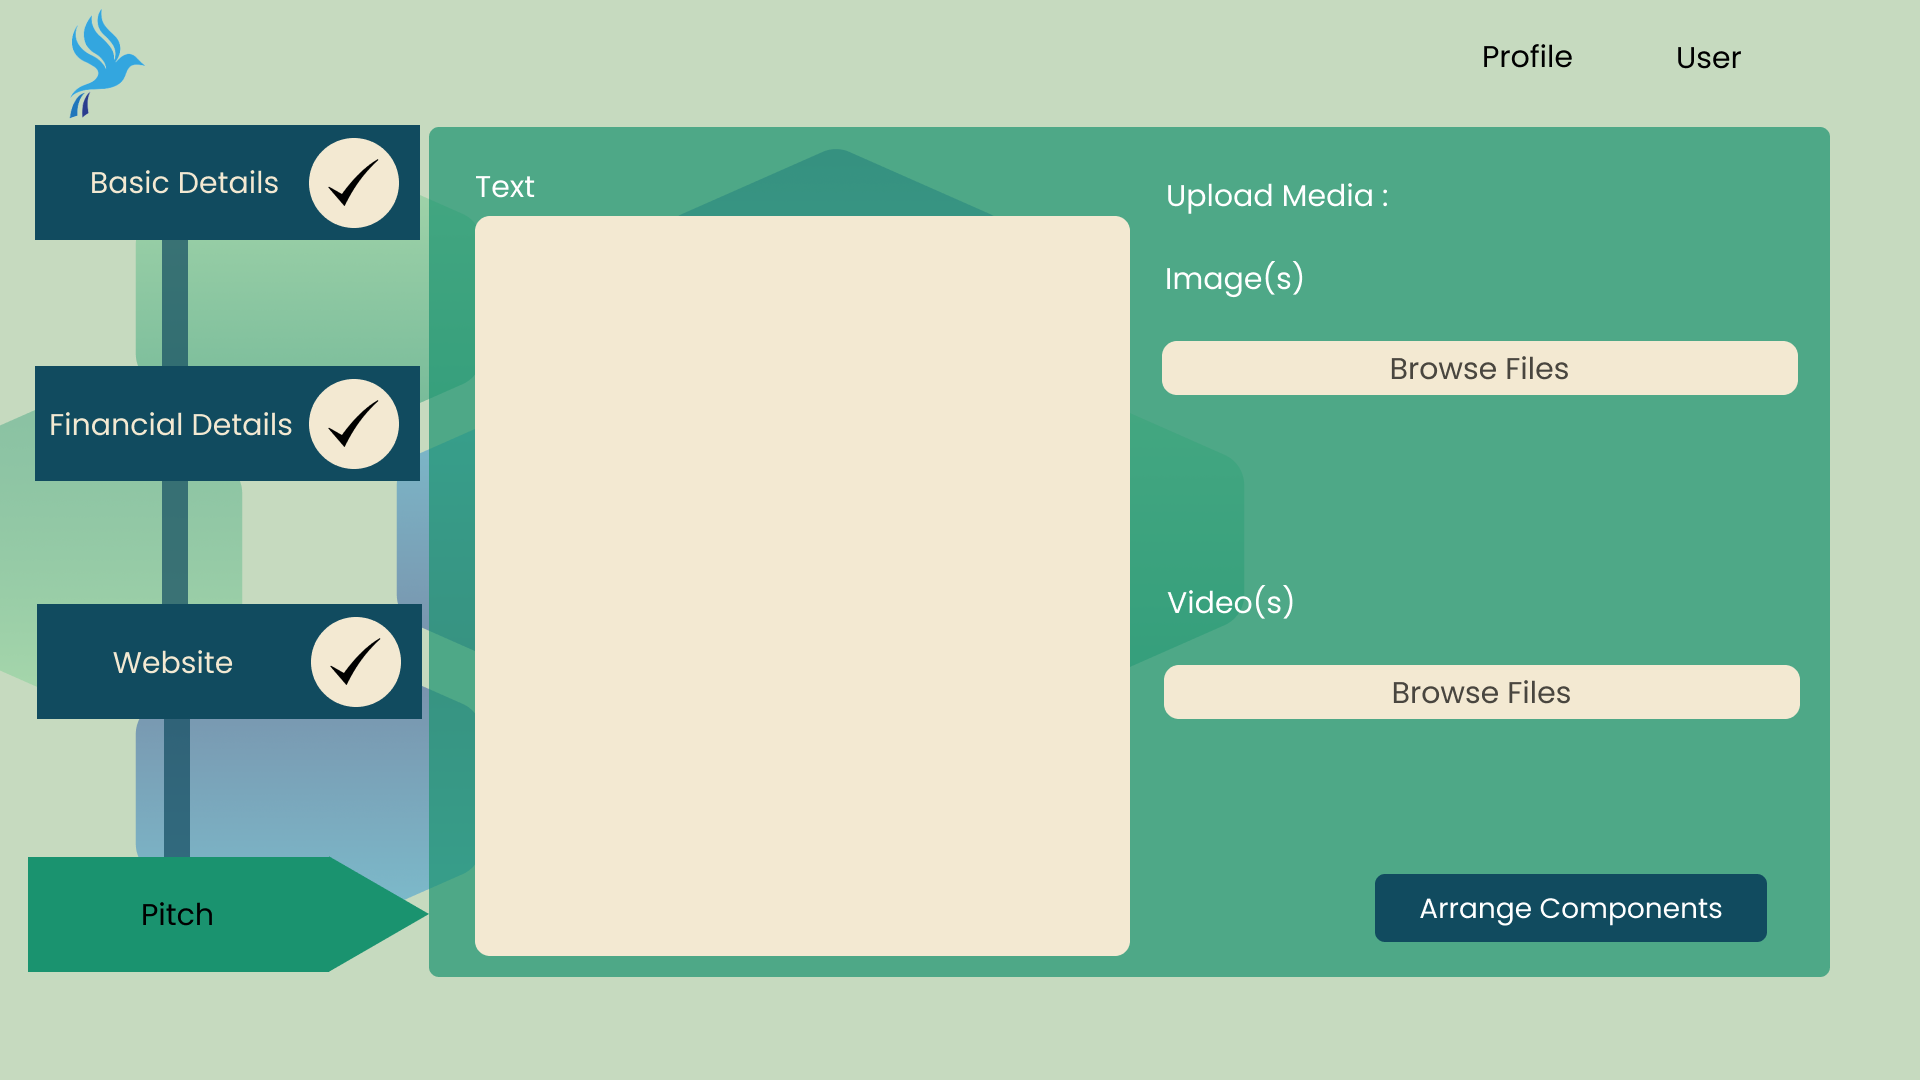 Profile
User
Basic Details
Financial Details
Website
Pitch
Text
Upload Media :
Image(s)
Browse Files
Video(s)
Browse Files
Arrange Components